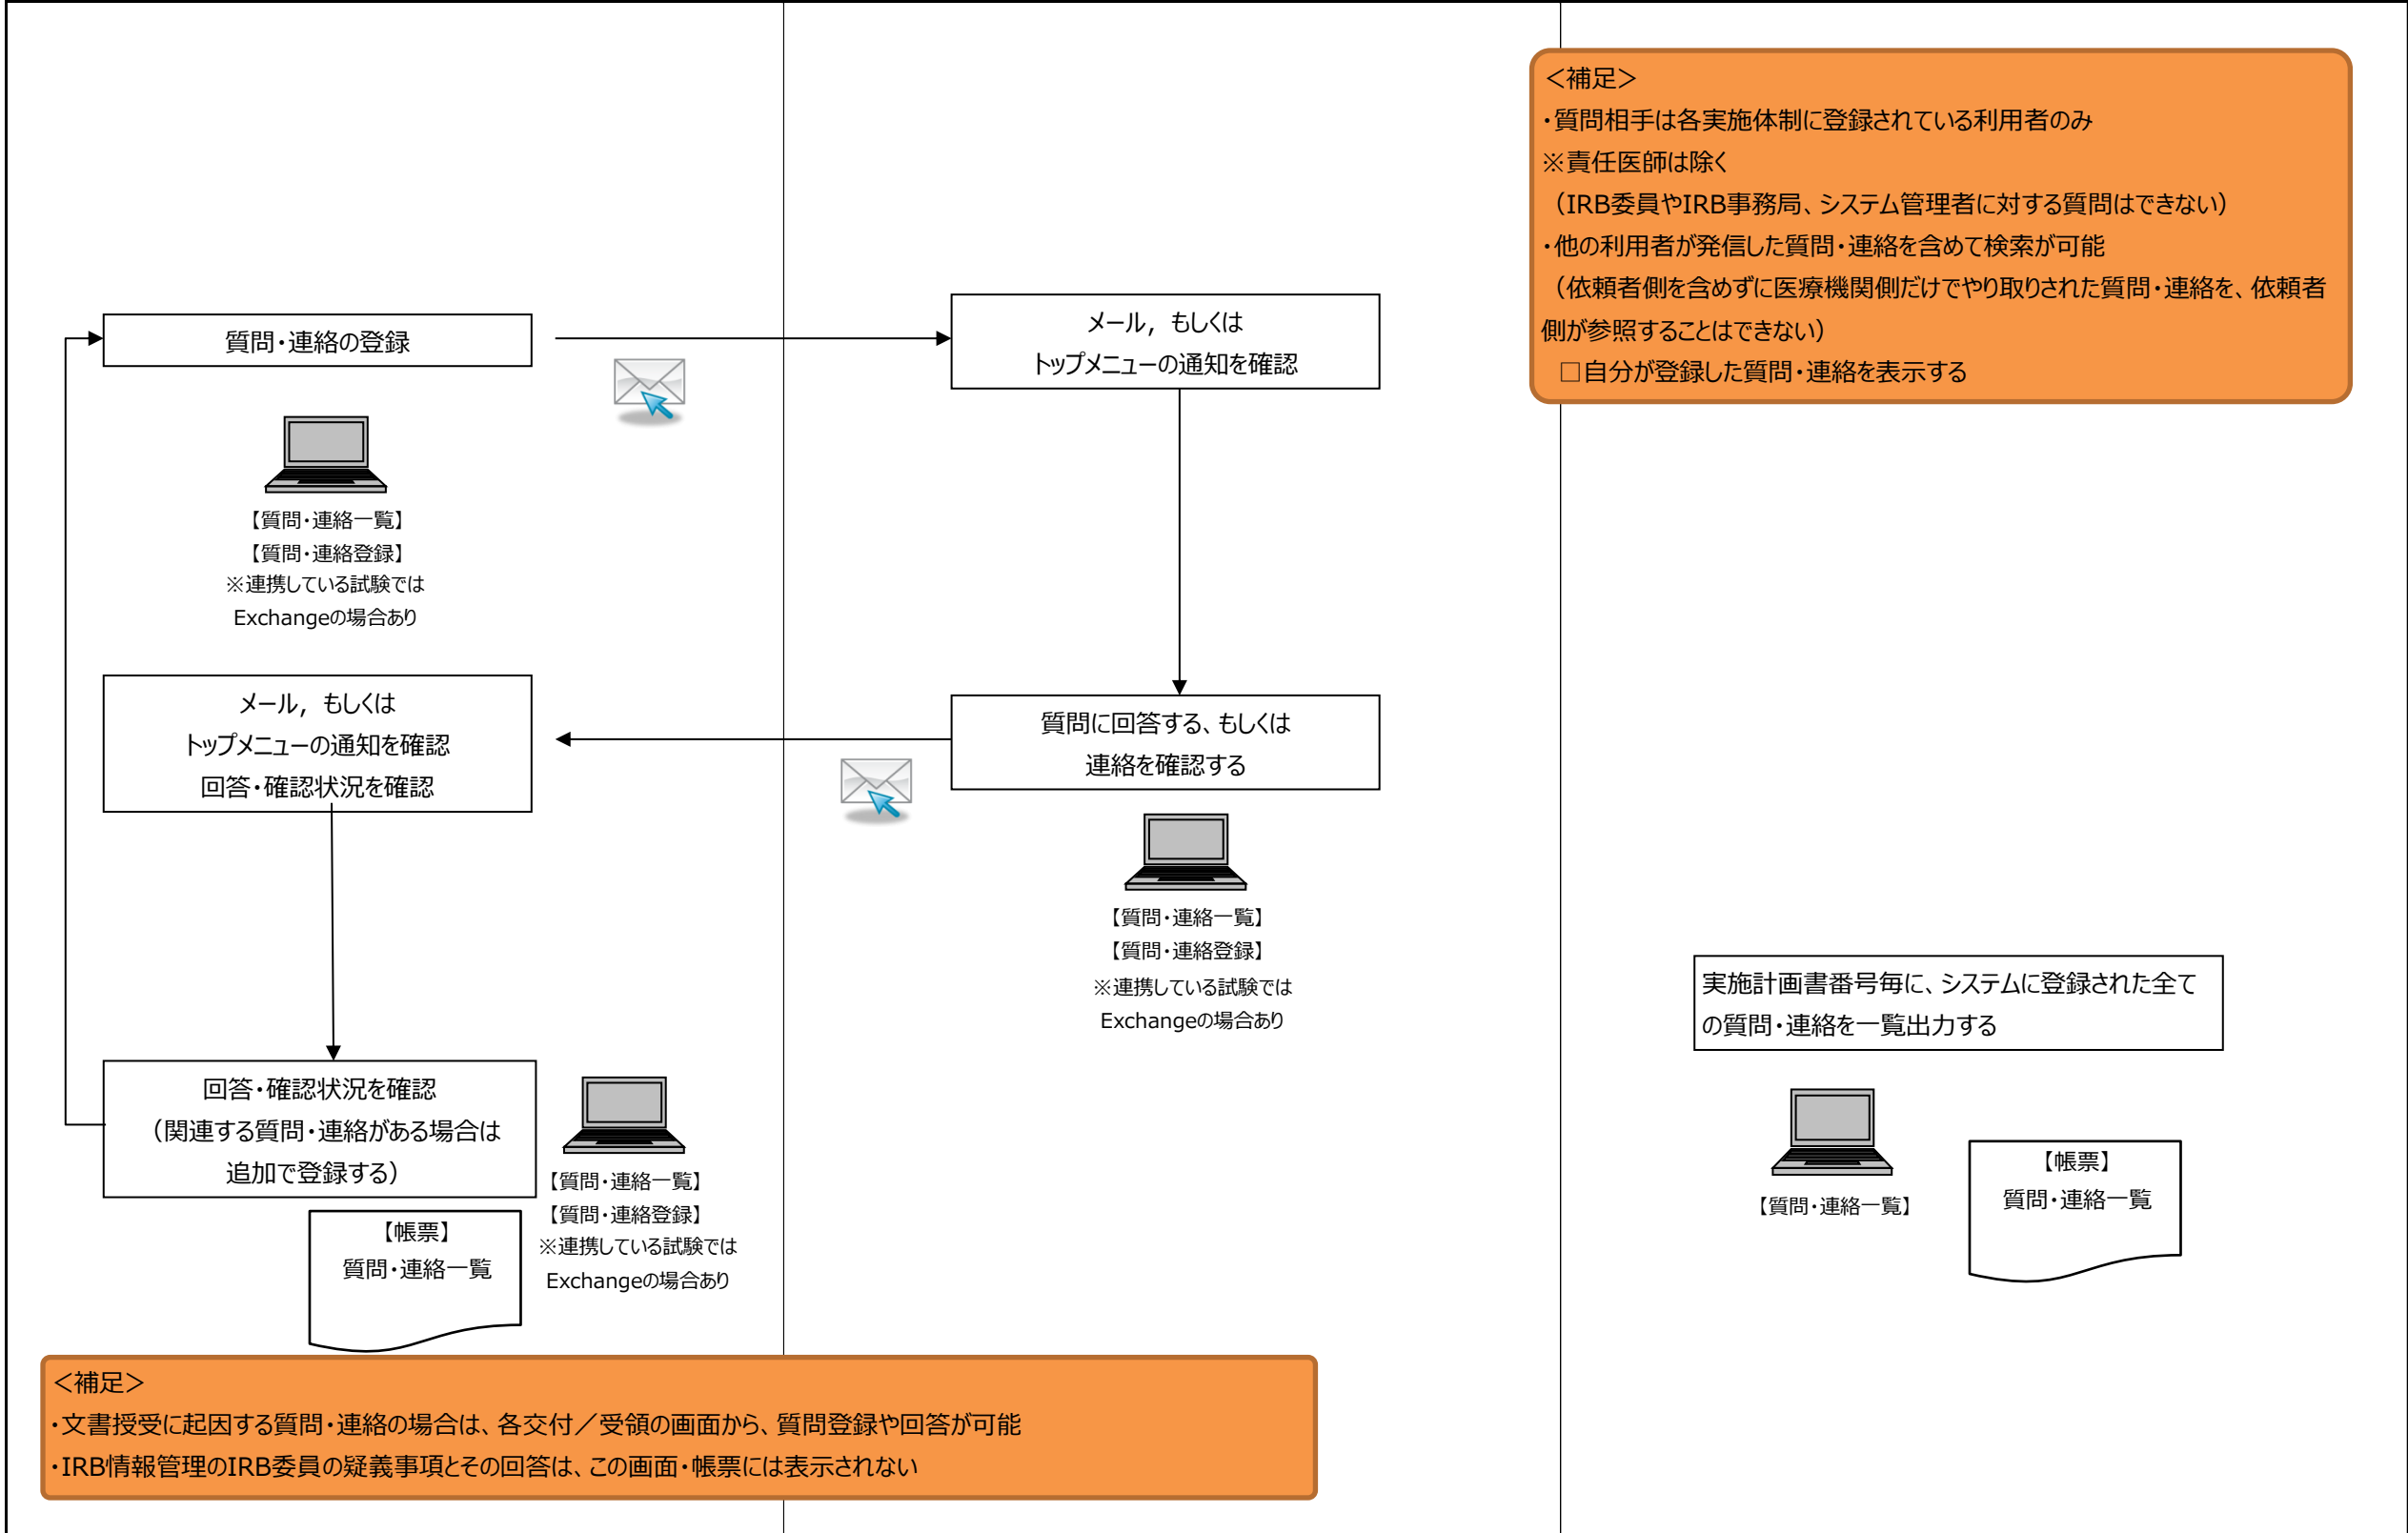 ＜補足＞
・質問相手は各実施体制に登録されている利用者のみ
※責任医師は除く
（IRB委員やIRB事務局、システム管理者に対する質問はできない）
・他の利用者が発信した質問・連絡を含めて検索が可能
（依頼者側を含めずに医療機関側だけでやり取りされた質問・連絡を、依頼者
側が参照することはできない）
□自分が登録した質問・連絡を表示する
質問・連絡の登録
メール，もしくは
トップメニューの通知を確認
【質問・連絡一覧】
【質問・連絡登録】
※連携している試験では
Exchangeの場合あり
メール，もしくは
トップメニューの通知を確認
回答・確認状況を確認
質問に回答する、もしくは
連絡を確認する
【質問・連絡一覧】
【質問・連絡登録】
※連携している試験では
Exchangeの場合あり
実施計画書番号毎に、システムに登録された全て
の質問・連絡を一覧出力する
回答・確認状況を確認
（関連する質問・連絡がある場合は
追加で登録する）
【質問・連絡一覧】
【質問・連絡登録】
※連携している試験では
Exchangeの場合あり
【帳票】
質問・連絡一覧
【質問・連絡一覧】
【帳票】
質問・連絡一覧
＜補足＞
・文書授受に起因する質問・連絡の場合は、各交付／受領の画面から、質問登録や回答が可能
・IRB情報管理のIRB委員の疑義事項とその回答は、この画面・帳票には表示されない